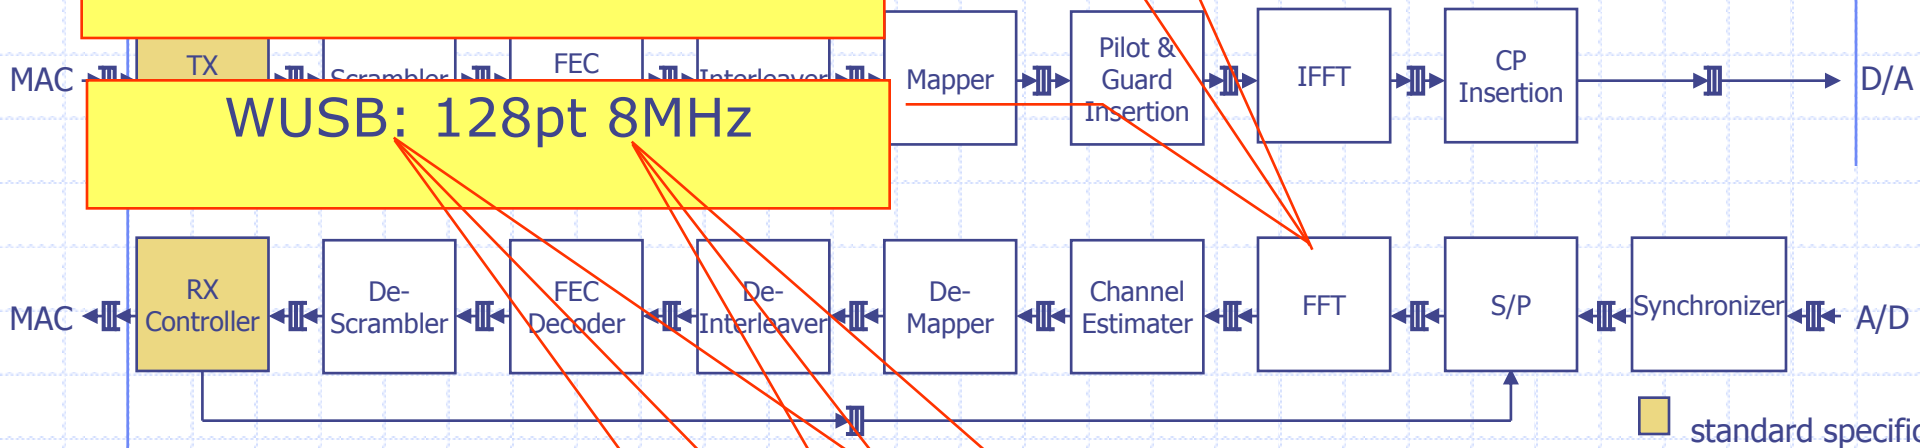 MAC
TX
Scrambler
FEC
Interleaver
Mapper
Pilot &
Guard
Insertion
IFFT
CP
Insertion
D/A
WUSB: 128pt 8MHz
MAC
RX
Controller
De-
Scrambler
FEC
Decoder
De-
Interleaver
De-
Mapper
Channel
Estimater
FFT
S/P
Synchronizer
A/D
standard specific